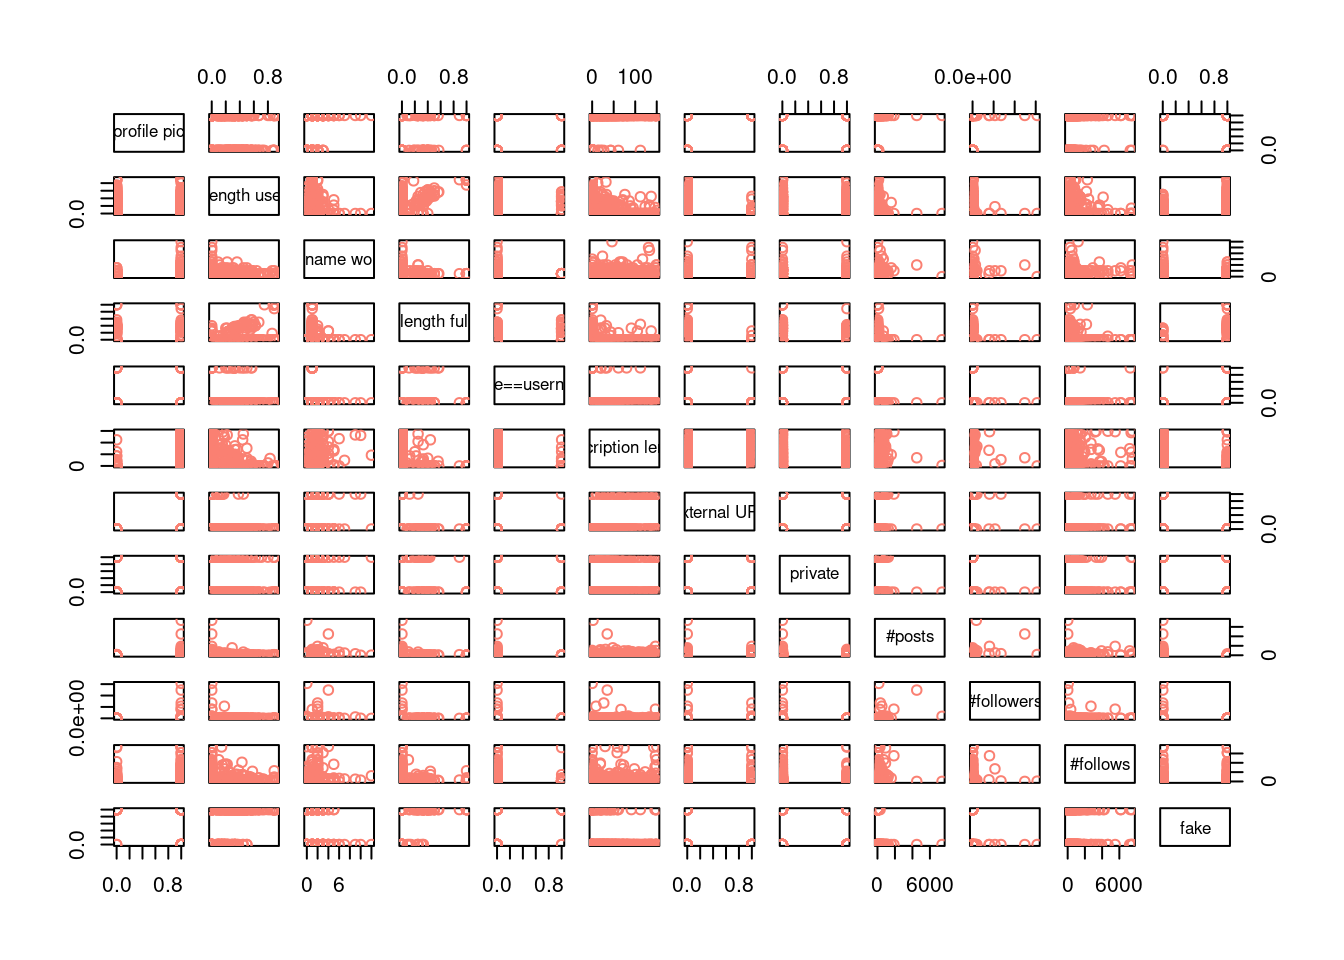 0.0 0.8 0.0 0.8 0 100 0.0 0.8 0.0e+00 0.0 0.8
profile pic
0.0
ength use
0.0
name wo
0
length ful
0.0
e==usern
0.0
cription le
0
xternal UR
0.0
private
0.0
#posts
0
#followers
0.0e+00
#follows
0
fake
0.0
0.0 0.8 0 6 0.0 0.8 0.0 0.8 0 6000 0 6000